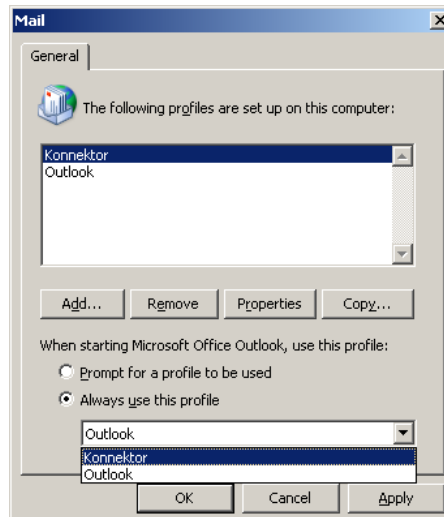 Mail
General
The following profiles are set up on this computer:
Konnektor
Outlook
Add... Remove Properties Copy...
When starting Microsoft Office Outlook, use this profile:
Prompt for a profile to be used
Always use this profile
Outlook
Konnektor
Outlook
OK Cancel Apply